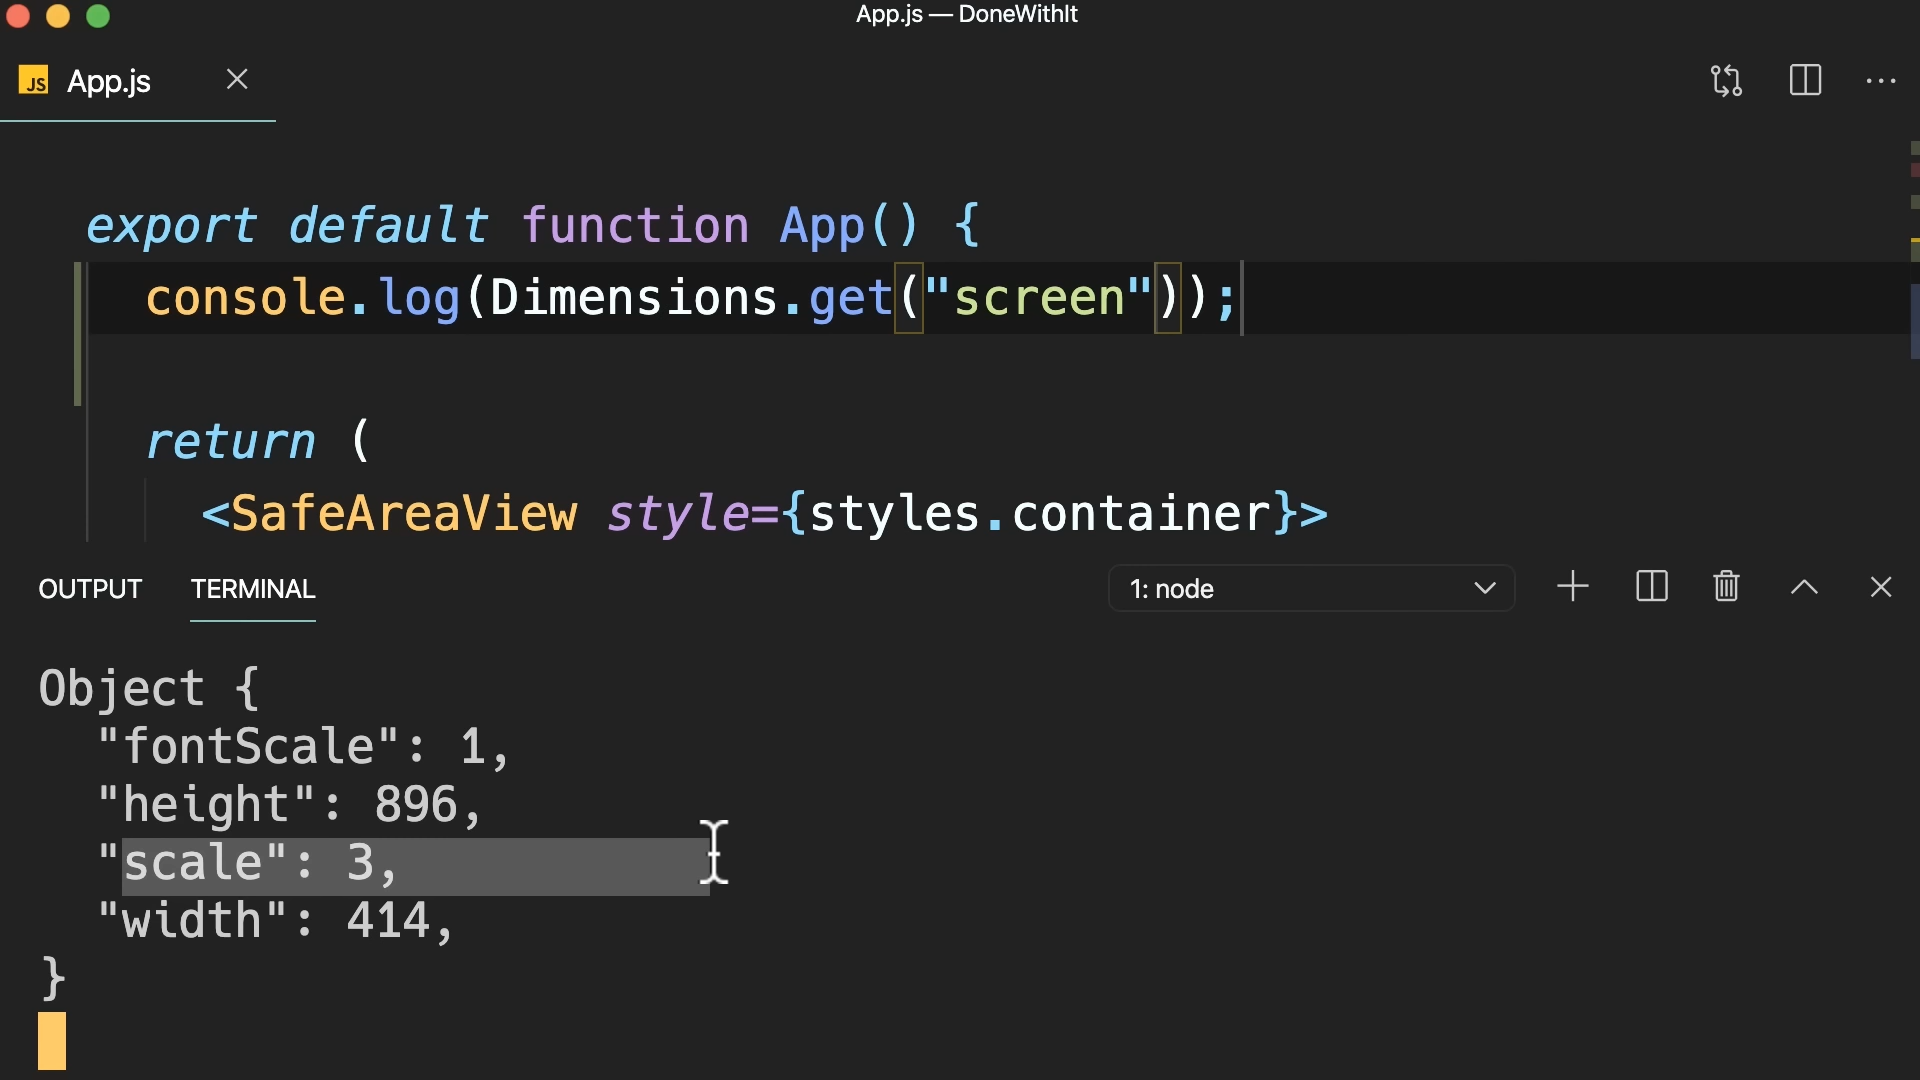 App.js — DoneWithIt
JS App.js
export default function App() {
console.log(Dimensions.get("screen"));
return (
<SafeAreaView style={styles.container}>
OUTPUT TERMINAL 1: node
Object {
"fontScale": 1,
"height": 896,
"scale": 3,
"width": 414,
}